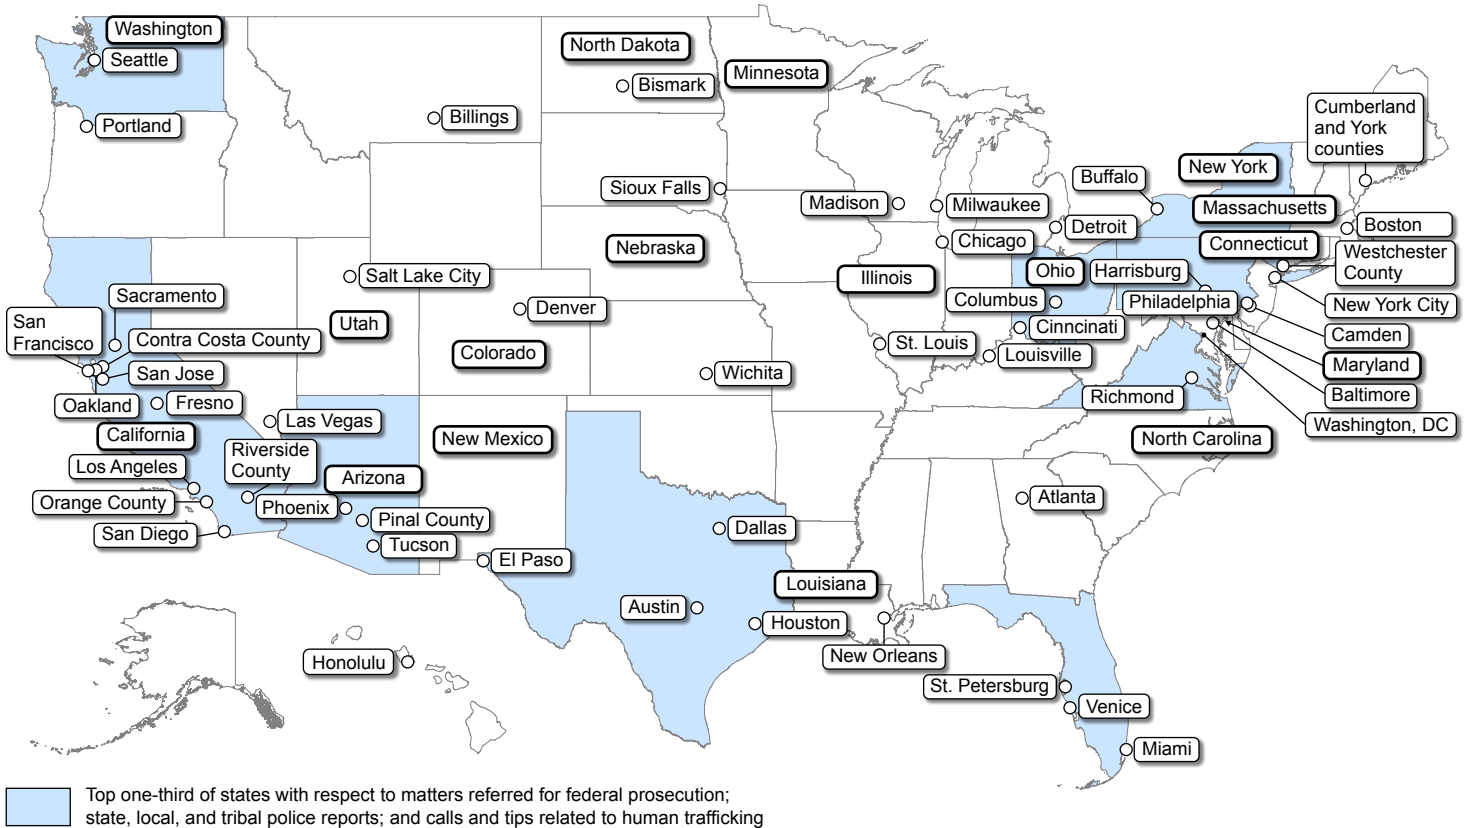 Washington
Seattle
Portland
North Dakota
Bismark
Minnesota
Billings
Cumberland
and York
counties
New York
Buffalo
Massachusetts
Sioux Falls
Madison
Milwaukee
Detroit
Boston
Chicago
Connecticut
Westchester
County
Nebraska
Illinois
Ohio
Harrisburg
Salt Lake City
Sacramento
Denver
Columbus
Philadelphia
New York City
San
Francisco
Utah
Contra Costa County
Cinncinati
Camden
St. Louis
Louisville
Colorado
Maryland
San Jose
Wichita
Oakland
Fresno
Richmond
Baltimore
Las Vegas
Washington, DC
California
New Mexico
North Carolina
Riverside
County
Los Angeles
Arizona
Orange County
Phoenix
Atlanta
Pinal County
San Diego
Dallas
Tucson
El Paso
Louisiana
Austin
Houston
Honolulu
New Orleans
St. Petersburg
Venice
Miami
Top one-third of states with respect to matters referred for federal prosecution;
state, local, and tribal police reports; and calls and tips related to human trafficking